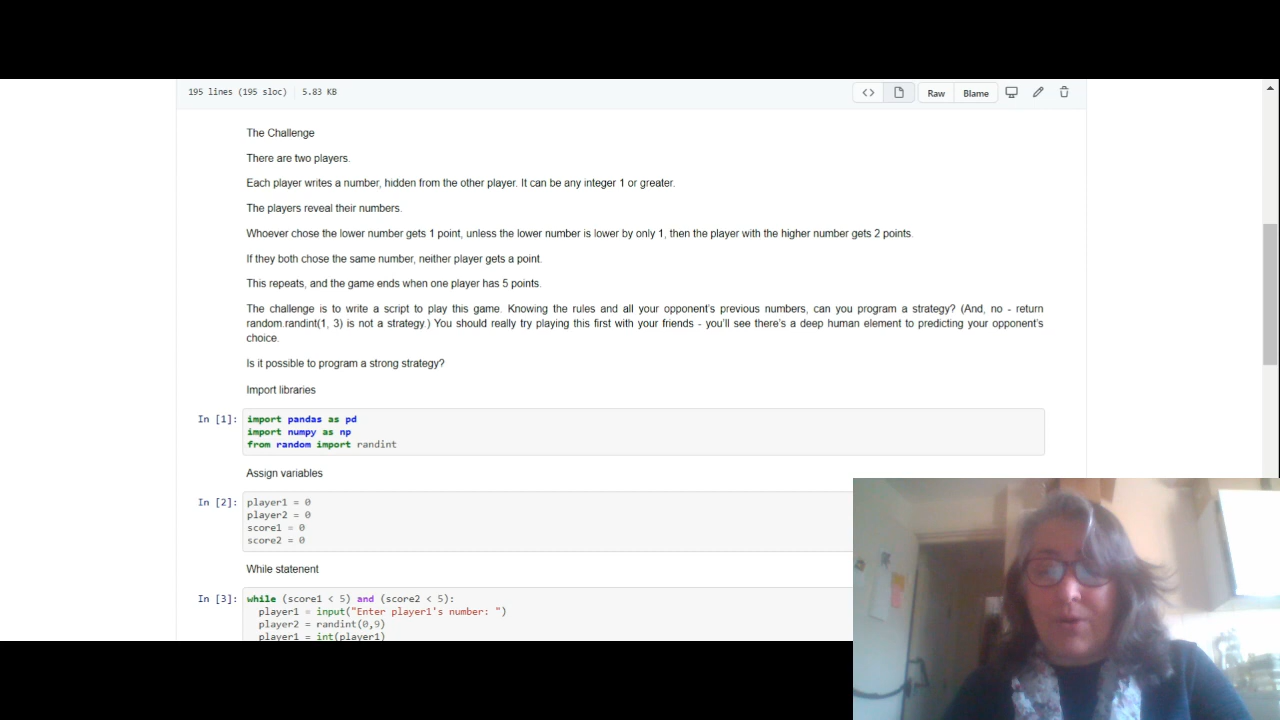 195 lines (195 sloc) | 5.83 KB
Raw
Blame
The Challenge
There are two players.
Each player writes a number, hidden from the other player. It can be any integer 1 or greater.
The players reveal their numbers.
Whoever chose the lower number gets 1 point, unless the lower number is lower by only 1, then the player with the higher number gets 2 points.
If they both chose the same number, neither player gets a point.
This repeats, and the game ends when one player has 5 points.
The challenge is to write a script to play this game. Knowing the rules and all your opponent's previous numbers, can you program a strategy? (And, no - return
random.randint(1, 3) is not a strategy.) You should really try playing this first with your friends - you'll see there's a deep human element to predicting your opponent's
choice.
Is it possible to program a strong strategy?
Import libraries
In [1]: import pandas as pd
import numpy as np
from random import randint
Assign variables
In [2]: player1 = 0
player2 = 0
score1 = 0
score2 = 0
While statenent
In [3]: while (score1 < 5) and (score2 < 5):
player1 = input("Enter player1's number: ")
player2 = randint(0,9)
player1 = int(player1)